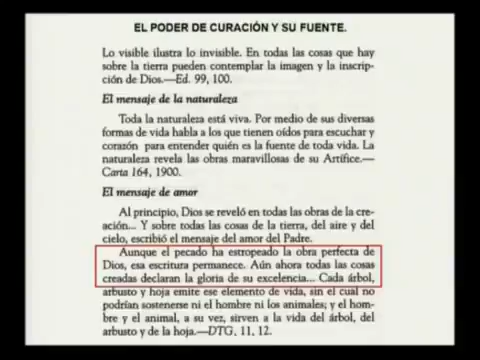 EL PODER DE CURACIÓN Y SU FUENTE.
Lo visible ilustra lo invisible. En todas las cosas que hay
sobre la tierra pueden contemplar la imagen y la inscrip-
ción de Dios.—Ed. 99, 100.
El mensaje de la naturaleza
Toda la naturaleza está viva. Por medio de sus diversas
formas de vida habla a los que tienen oídos para escuchar y
corazón para entender quién es la fuente de toda vida. La
naturaleza revela las obras maravillosas de su Artífice.—
Carta 164, 1900.
El mensaje de amor
Al principio, Dios se reveló en todas las obras de la cre-
ación... Y sobre todas las cosas de la tierra, del aire y del
cielo, escribió el mensaje del amor del Padre.
Aunque el pecado ha estropeado la obra perfecta de
Dios, esa escritura permanece. Aún ahora todas las cosas
creadas declaran la gloria de su excelencia... Cada árbol,
arbusto y hoja emite ese elemento de vida, sin el cual no
podrían sostenerse ni el hombre ni los animales; y el hom-
bre y el animal, a su vez, sirven a la vida del árbol, del
arbusto y de la hoja.—DTG, 11, 12.